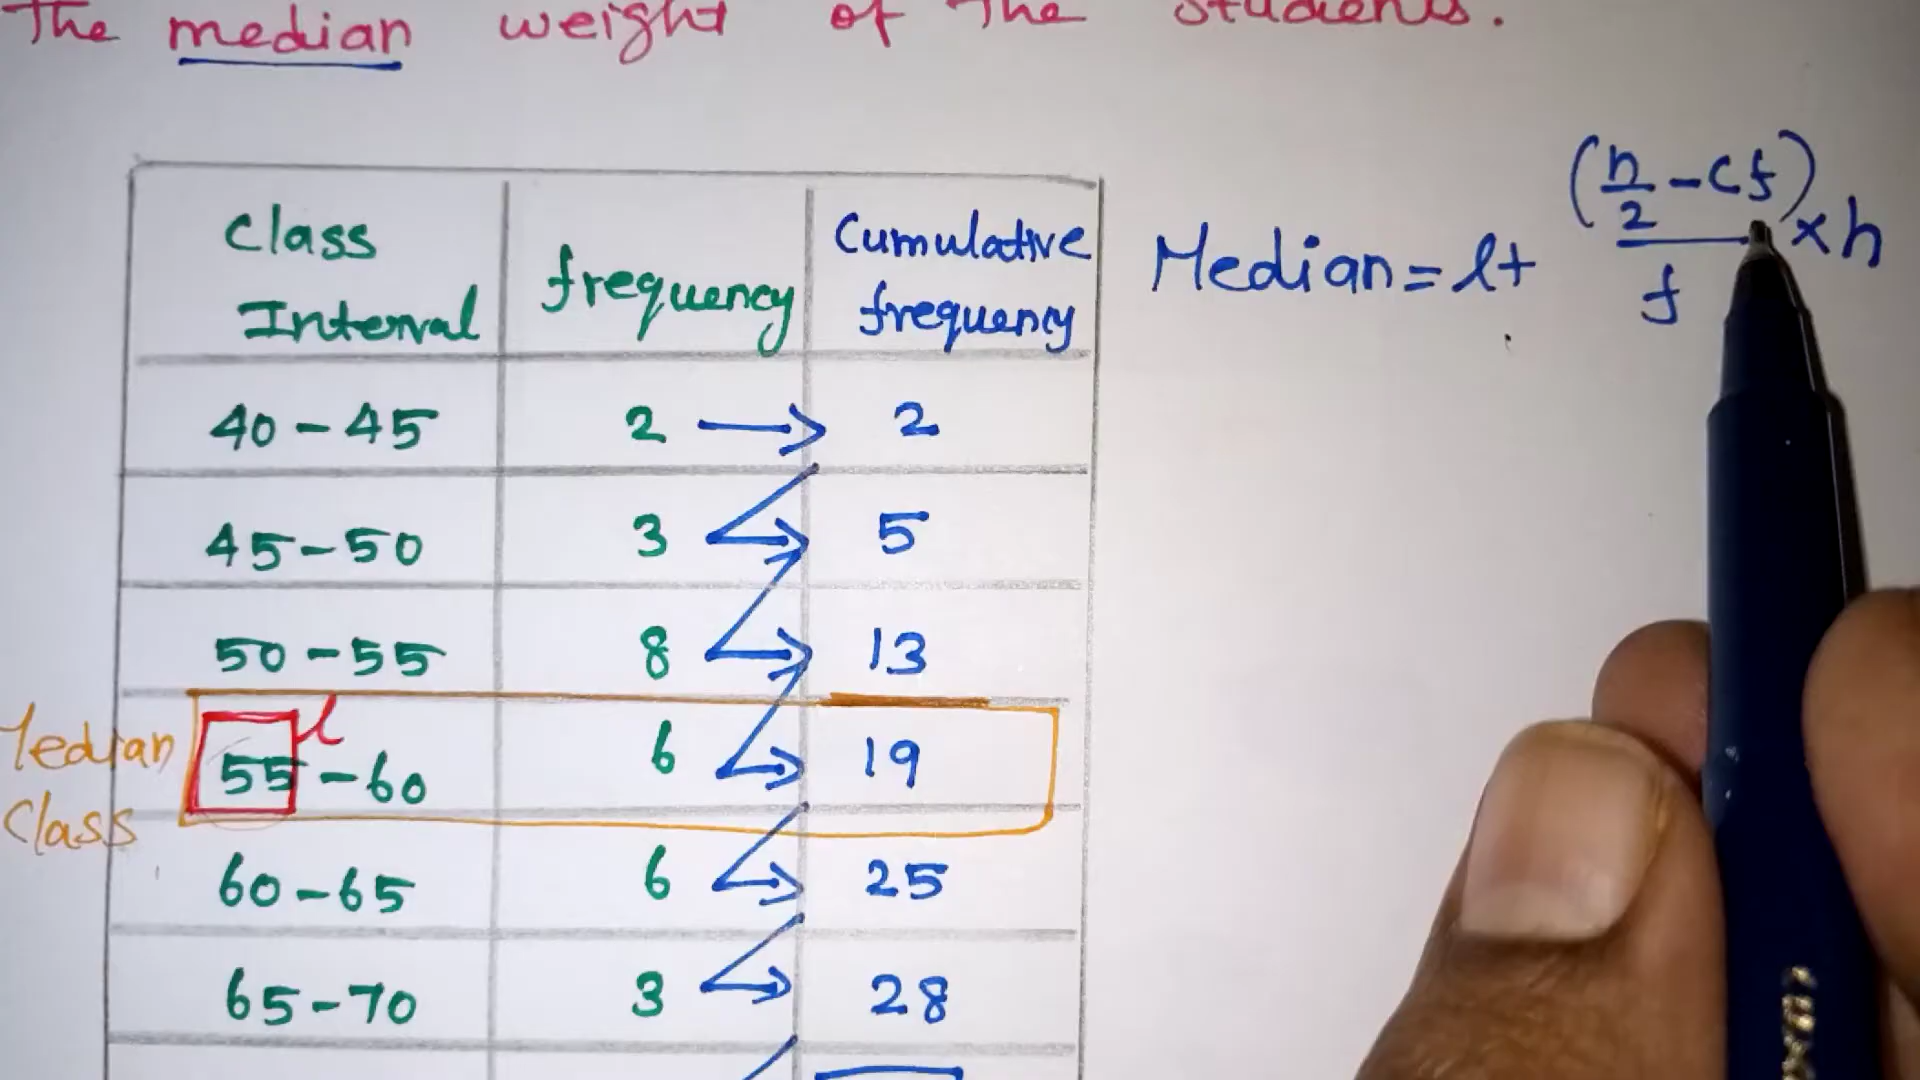 The median weight of the students.
Class Interval frequency Cumulative frequency
40-45 2 2
45-50 3 5
50-55 8 13
55-60 6 19
l
Median Class
60-65 6 25
65-70 3 28
Median = l + (n/2 - cf)/f × h